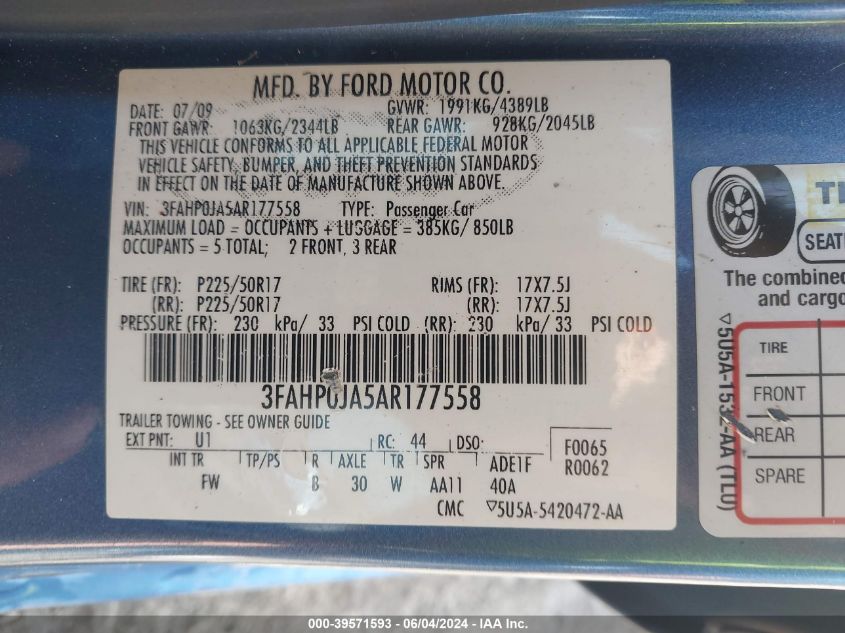 MFD. BY FORD MOTOR CO.
DATE: 07/09 GVWR: 1991KG/4389LB
FRONT GAWR: 1063KG/2344LB REAR GAWR: 928KG/2045LB
THIS VEHICLE CONFORMS TO ALL APPLICABLE FEDERAL MOTOR
VEHICLE SAFETY, BUMPER, AND THEFT PREVENTION STANDARDS
IN EFFECT ON THE DATE OF MANUFACTURE SHOWN ABOVE.
VIN: 3FAHP0JA5AR177558 TYPE: Passenger Car
MAXIMUM LOAD = OCCUPANTS + LUGGAGE = 385KG/ 850LB
OCCUPANTS = 5 TOTAL; 2 FRONT, 3 REAR
TIRE (FR): P225/50R17 RIMS (FR): 17X7.5J
(RR): P225/50R17 (RR): 17X7.5J
PRESSURE (FR): 230 kPa/ 33 PSI COLD (RR): 230 kPa/ 33 PSI COLD
3FAHP0JA5AR177558
TRAILER TOWING - SEE OWNER GUIDE
EXT PNT: U1 RC: 44 DSO: F0065
INT TR TP/PS R AXLE TR SPR ADE1F R0062
FW B 30 W AA11 40A
CMC ▽5U5A-5420472-AA
SEATI
The combined
and cargo
TIRE
FRONT
REAR
SPARE
000-39571593 - 06/04/2024 - IAA Inc.